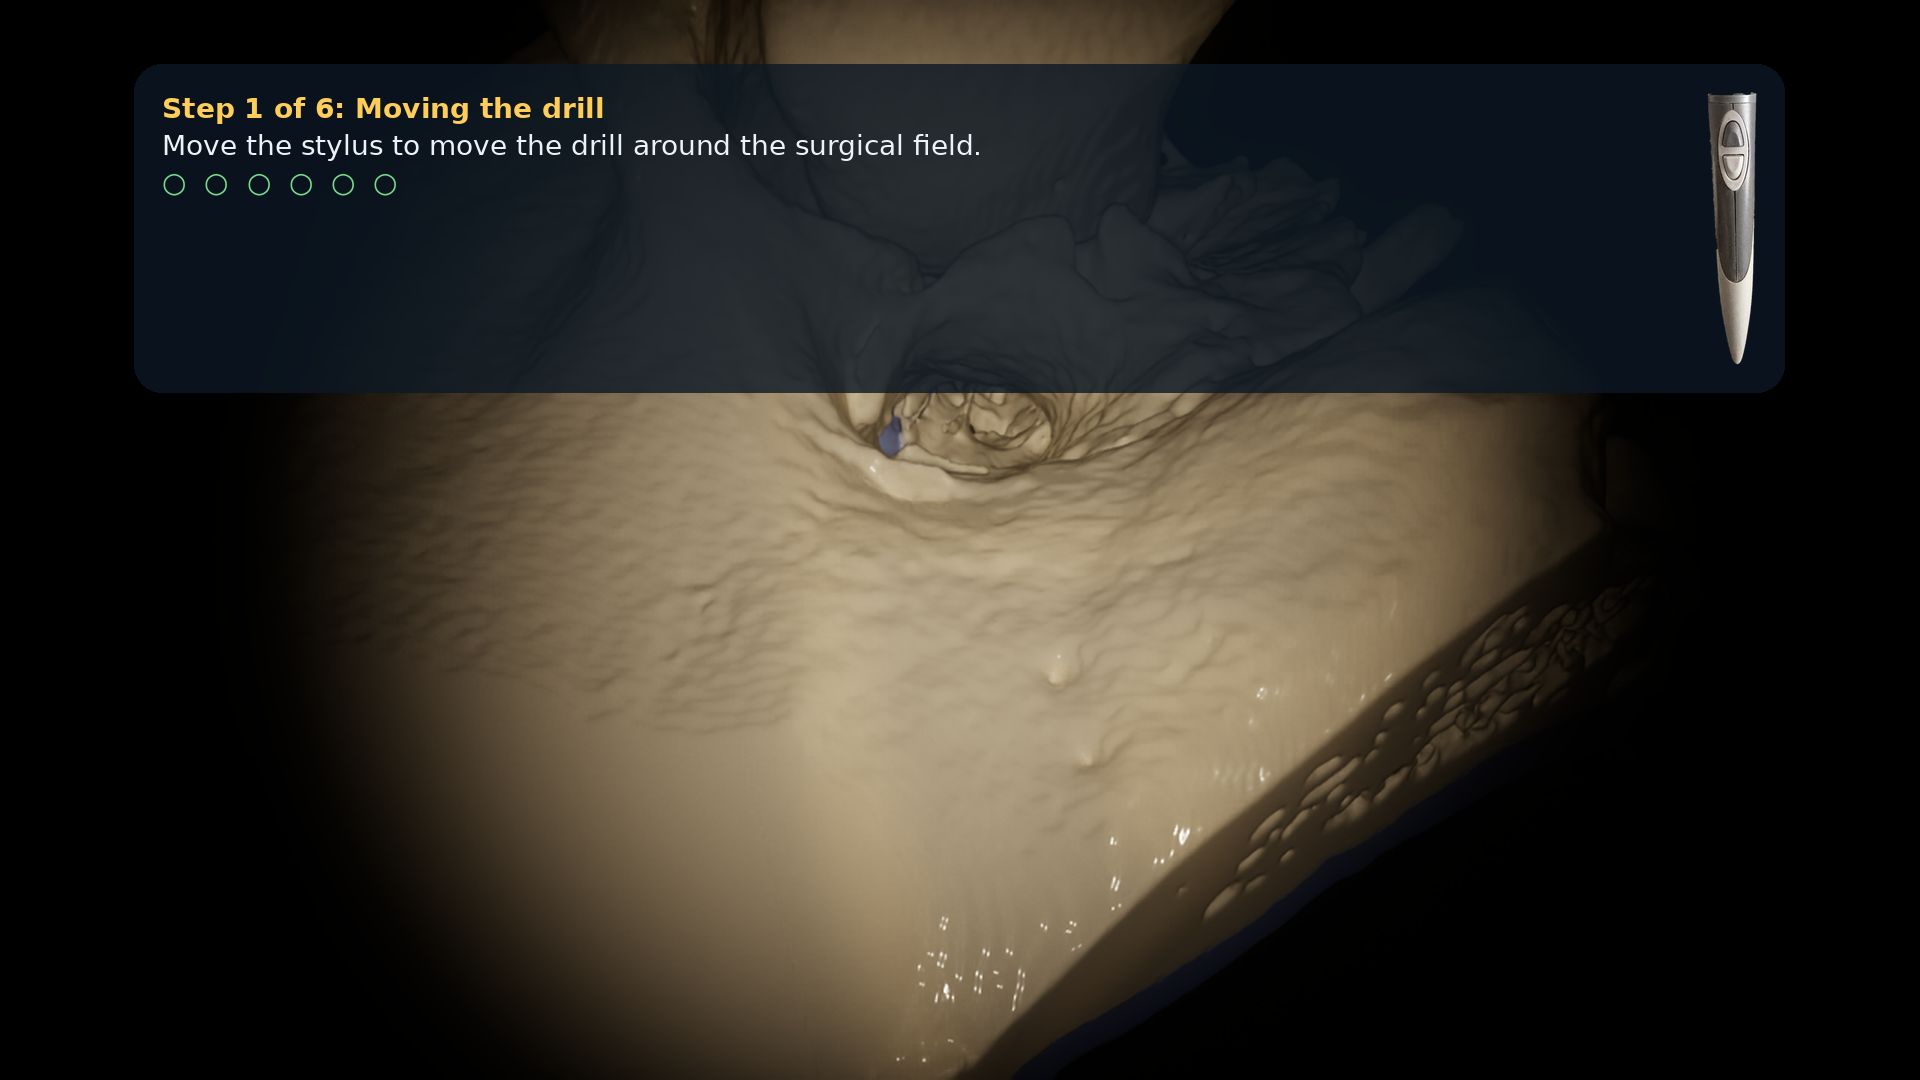 Step 1 of 6: Moving the drill
Move the stylus to move the drill around the surgical field.